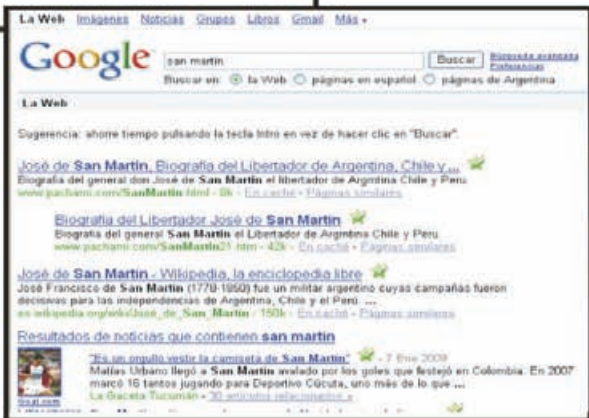 La Web Imágenes Noticias Grupos Libros Gmail Más
Google san martin Buscar Búsqueda avanzada
Preferencias
Buscar en: la Web páginas en español páginas de Argentina
La Web
Sugerencia: ahorre tiempo pulsando la tecla Intro en vez de hacer clic en "Buscar".
José de San Martín, Biografía del Libertador de Argentina, Chile y ...
Biografía del general don José de San Martín el libertador de Argentina Chile y Peru.
www.pachami.com/SanMartin.html - 8k - En caché - Páginas similares
Biografía del Libertador José de San Martín
Biografía del general San Martín el Libertador de Argentina Chile y Peru.
www.pachami.com/SanMartin21.htm - 42k - En caché - Páginas similares
José de San Martín - Wikipedia, la enciclopedia libre
José Francisco de San Martín (1778-1850) fue un militar argentino cuyas campañas fueron
decisivas para las independencias de Argentina, Chile y el Perú. ...
es.wikipedia.org/wiki/José_de_San_Martín - 150k - En caché - Páginas similares
Resultados de noticias que contienen san martin
"Es un orgullo vestir la camiseta de San Martín" - 7 Ene 2009
Matías Urbano llegó a San Martín avalado por los goles que festejó en Colombia. En 2007
marcó 16 tantos jugando para Deportivo Cúcuta, uno más de lo que ...
La Gaceta Tucumán - 30 artículos relacionados »